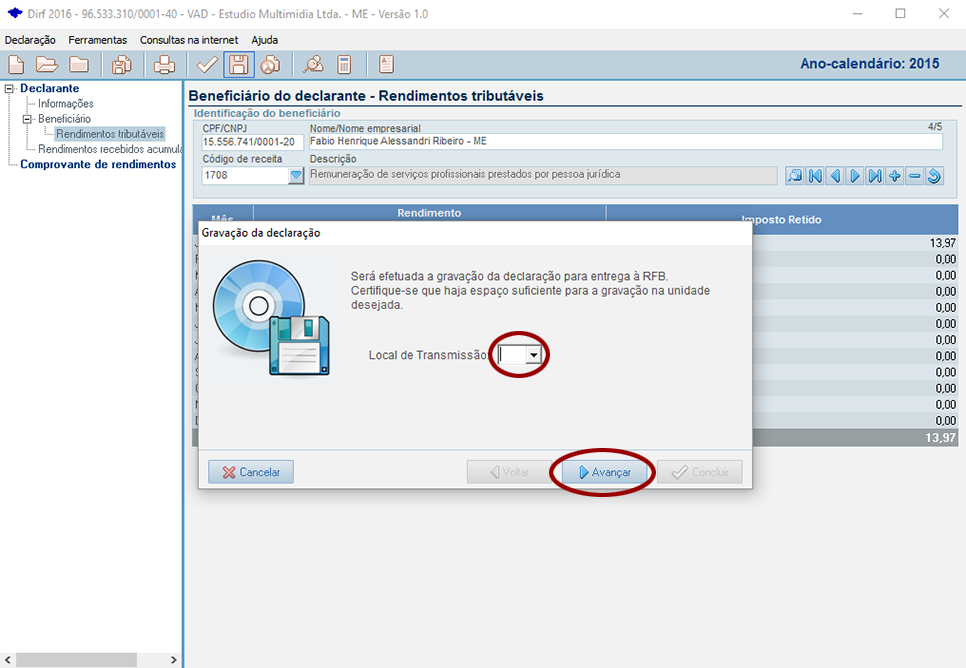 Dirf 2016 - 96.533.310/0001-40 - VAD - Estudio Multimidia Ltda. - ME - Versão 1.0
Declaração Ferramentas Consultas na internet Ajuda
Ano-calendário: 2015
Declarante
Informações
Beneficiário
Rendimentos tributáveis
Rendimentos recebidos acumula
Comprovante de rendimentos
Beneficiário do declarante - Rendimentos tributáveis
Identificação do beneficiário
CPF/CNPJ Nome/Nome empresarial 4/5
15.556.741/0001-20 Fabio Henrique Alessandri Ribeiro - ME
Código de receita Descrição
1708 Remuneração de serviços profissionais prestados por pessoa jurídica
Mês Rendimento Imposto Retido
Gravação da declaração
13,97
0,00
0,00
0,00
0,00
0,00
0,00
0,00
0,00
0,00
0,00
0,00
13,97
Será efetuada a gravação da declaração para entrega à RFB.
Certifique-se que haja espaço suficiente para a gravação na unidade
desejada.
Local de Transmissão:
Cancelar Voltar Avançar Concluir